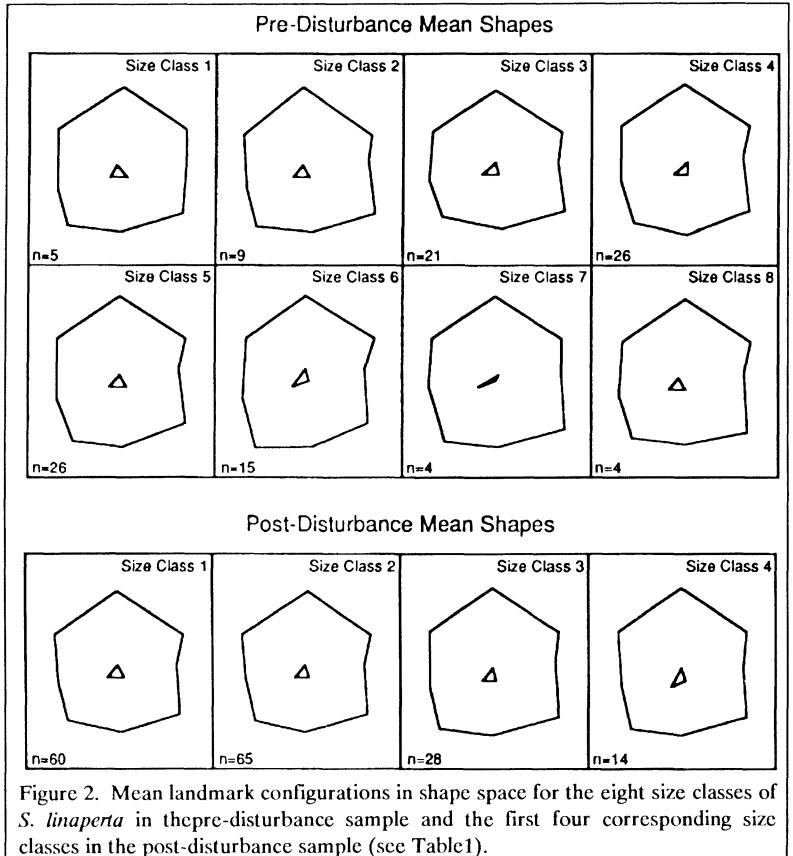 Pre-Disturbance Mean Shapes
Size Class 1
n=5
Size Class 2
n=9
Size Class 3
n=21
Size Class 4
n=26
Size Class 5
n=26
Size Class 6
n=15
Size Class 7
n=4
Size Class 8
n=4
Post-Disturbance Mean Shapes
Size Class 1
n=60
Size Class 2
n=65
Size Class 3
n=28
Size Class 4
n=14
Figure 2. Mean landmark configurations in shape space for the eight size classes of
S. linaperta in thepre-disturbance sample and the first four corresponding size
classes in the post-disturbance sample (see Table1).